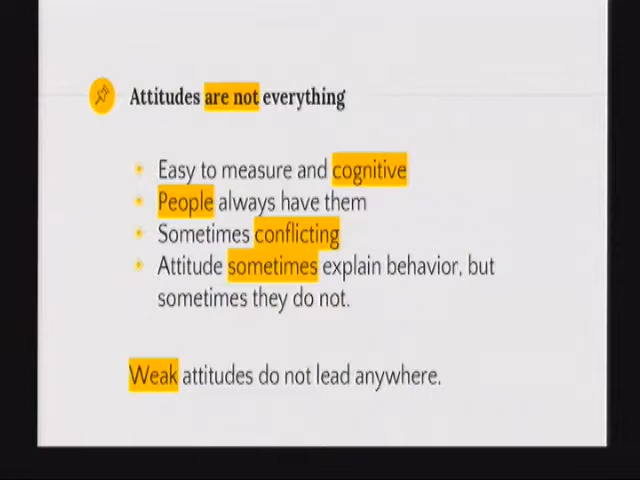 Attitudes are not everything
Easy to measure and cognitive
People always have them
Sometimes conflicting
Attitude sometimes explain behavior, but
sometimes they do not.
Weak attitudes do not lead anywhere.